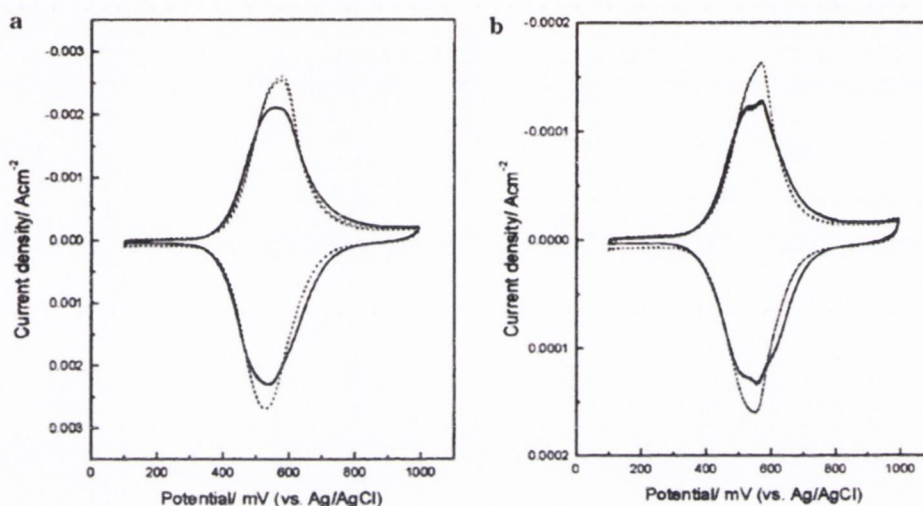 a
-0.003
-0.002
-0.001
0.000
0.001
0.002
0.003
Current density/ Acm⁻²
0 200 400 600 800 1000
Potential/ mV (vs. Ag/AgCl)
b
-0.0002
-0.0001
0.0000
0.0001
0.0002
Current density/ Acm⁻²
0 200 400 600 800 1000
Potential/ mV (vs. Ag/AgCl)